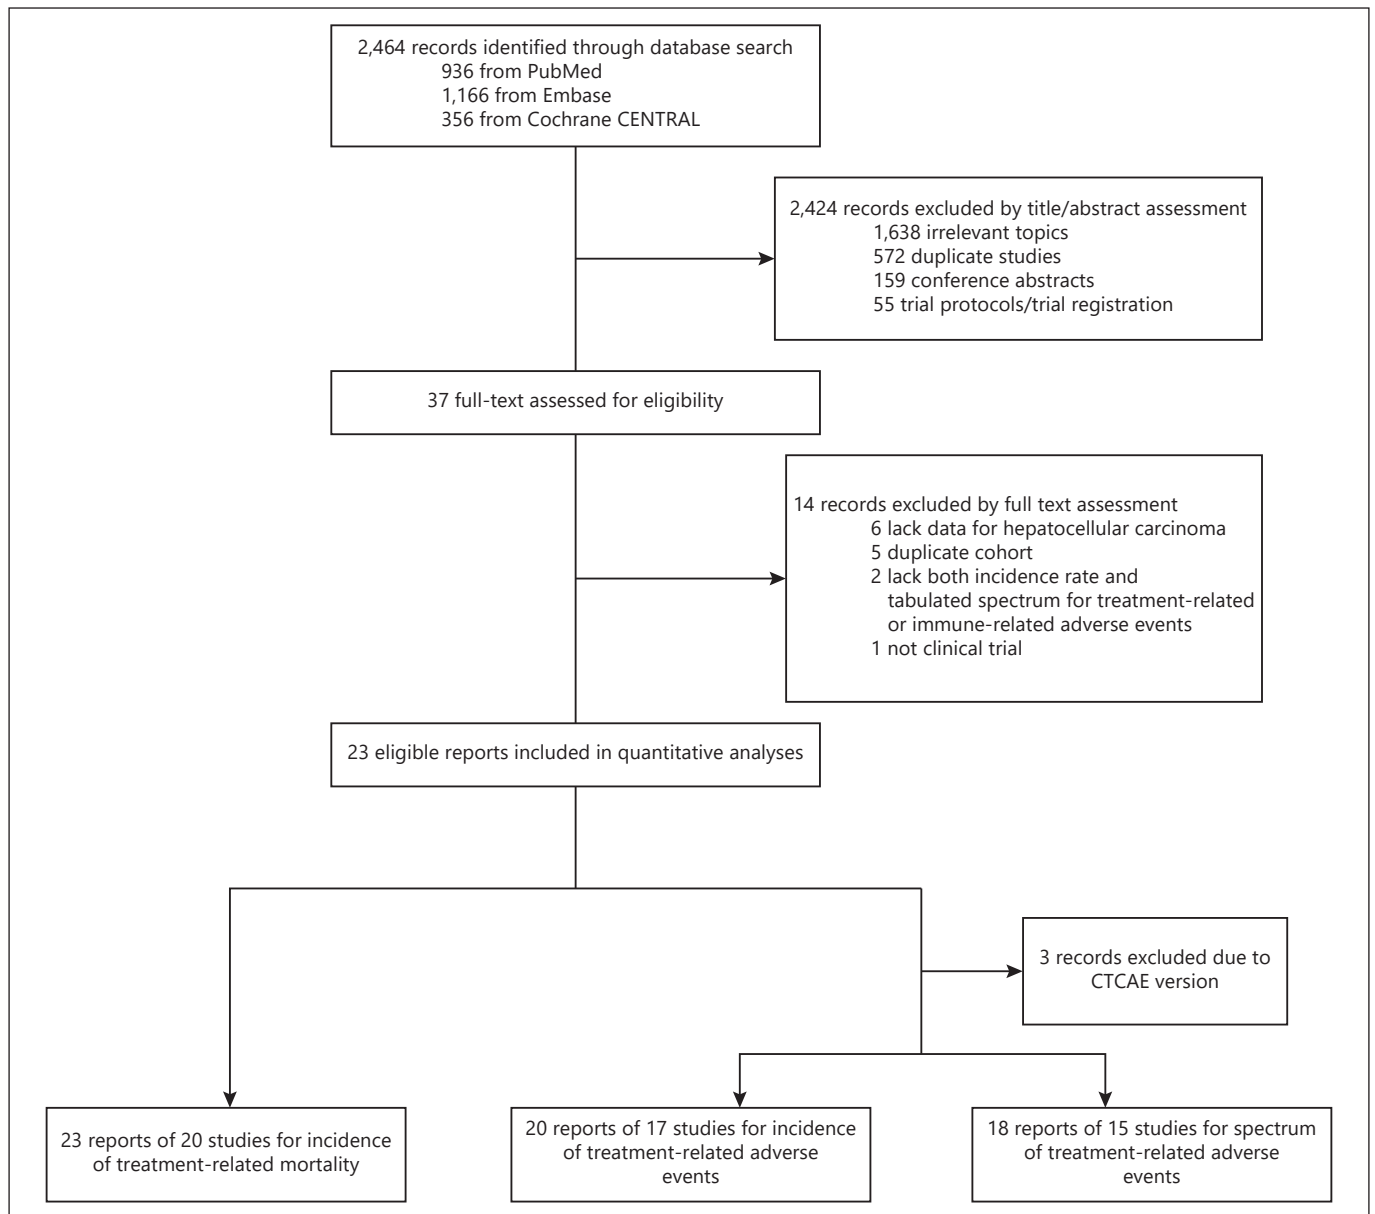 2,464 records identified through database search
936 from PubMed
1,166 from Embase
356 from Cochrane CENTRAL
2,424 records excluded by title/abstract assessment
1,638 irrelevant topics
572 duplicate studies
159 conference abstracts
55 trial protocols/trial registration
37 full-text assessed for eligibility
14 records excluded by full text assessment
6 lack data for hepatocellular carcinoma
5 duplicate cohort
2 lack both incidence rate and
tabulated spectrum for treatment-related
or immune-related adverse events
1 not clinical trial
23 eligible reports included in quantitative analyses
3 records excluded due to
CTCAE version
23 reports of 20 studies for incidence
of treatment-related mortality
20 reports of 17 studies for incidence
of treatment-related adverse
events
18 reports of 15 studies for spectrum
of treatment-related adverse
events